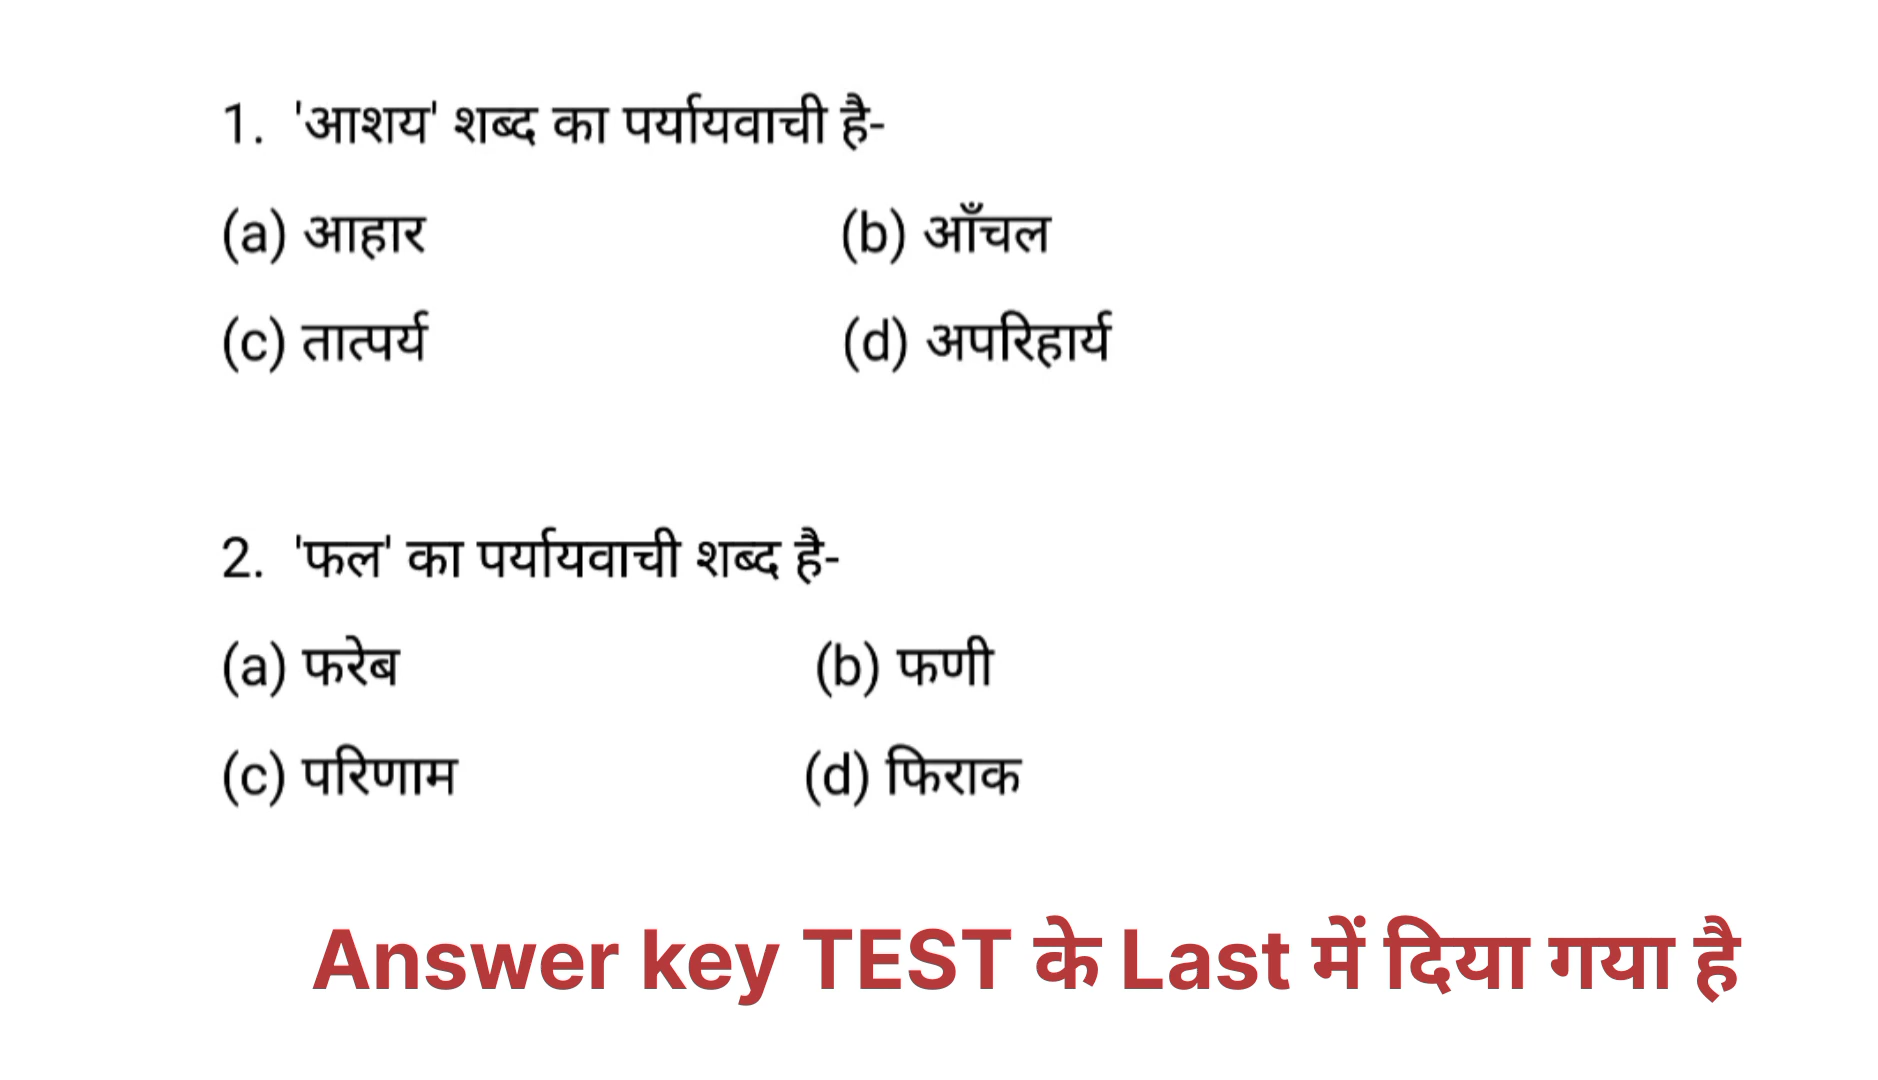 1. 'आशय' शब्द का पर्यायवाची है-
(a) आहार (b) आँचल
(c) तात्पर्य (d) अपरिहार्य
2. 'फल' का पर्यायवाची शब्द है-
(a) फरेब (b) फणी
(c) परिणाम (d) फिराक
Answer key TEST के Last में दिया गया है